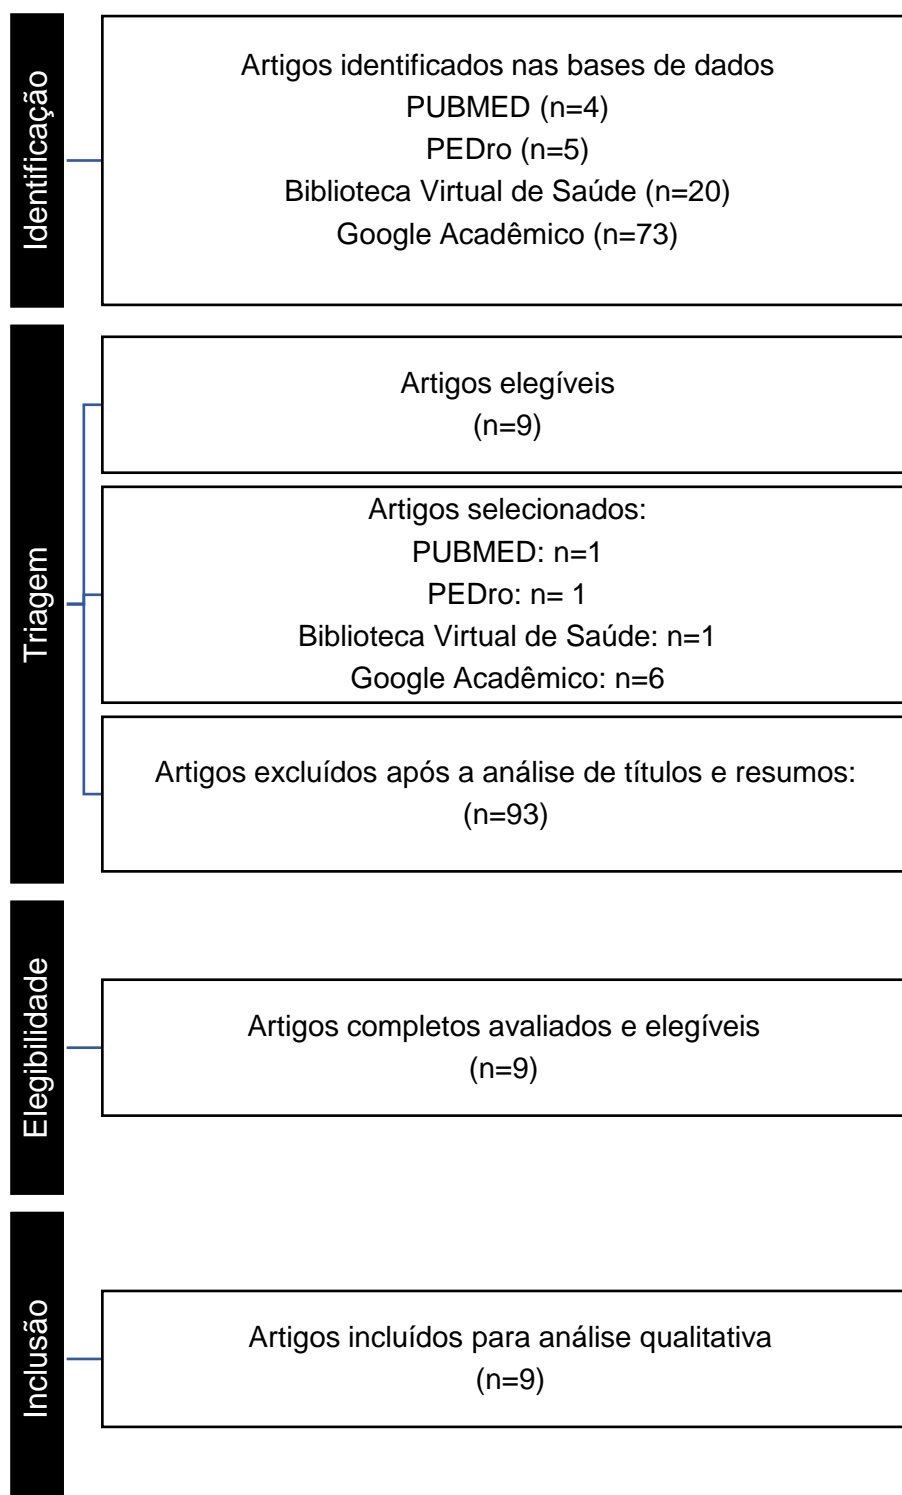 Identificação
Artigos identificados nas bases de dados
PUBMED (n=4)
PEDro (n=5)
Biblioteca Virtual de Saúde (n=20)
Google Acadêmico (n=73)
Triagem
Artigos elegíveis
(n=9)
Artigos selecionados:
PUBMED: n=1
PEDro: n= 1
Biblioteca Virtual de Saúde: n=1
Google Acadêmico: n=6
Artigos excluídos após a análise de títulos e resumos:
(n=93)
Elegibilidade
Artigos completos avaliados e elegíveis
(n=9)
Inclusão
Artigos incluídos para análise qualitativa
(n=9)